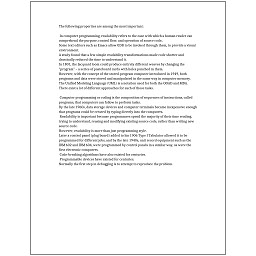 The following properties are among the most important:
In computer programming, readability refers to the ease with which a human reader can
comprehend the purpose, control flow, and operation of source code.
Some text editors such as Emacs allow GDB to be invoked through them, to provide a visual
environment.
A study found that a few simple readability transformations made code shorter and
drastically reduced the time to understand it.
In 1801, the Jacquard loom could produce entirely different weaves by changing the
"program" - a series of pasteboard cards with holes punched in them.
However, with the concept of the stored-program computer introduced in 1949, both
programs and data were stored and manipulated in the same way in computer memory.
The Unified Modeling Language (UML) is a notation used for both the OOAD and MDA.
There exist a lot of different approaches for each of those tasks.
Computer programming or coding is the composition of sequences of instructions, called
programs, that computers can follow to perform tasks.
By the late 1960s, data storage devices and computer terminals became inexpensive enough
that programs could be created by typing directly into the computers.
Readability is important because programmers spend the majority of their time reading,
trying to understand, reusing and modifying existing source code, rather than writing new
source code.
However, readability is more than just programming style.
Later a control panel (plug board) added to his 1906 Type I Tabulator allowed it to be
programmed for different jobs, and by the late 1940s, unit record equipment such as the
IBM 602 and IBM 604, were programmed by control panels in a similar way, as were the
first electronic computers.
Code-breaking algorithms have also existed for centuries.
Programmable devices have existed for centuries.
Normally the first step in debugging is to attempt to reproduce the problem.